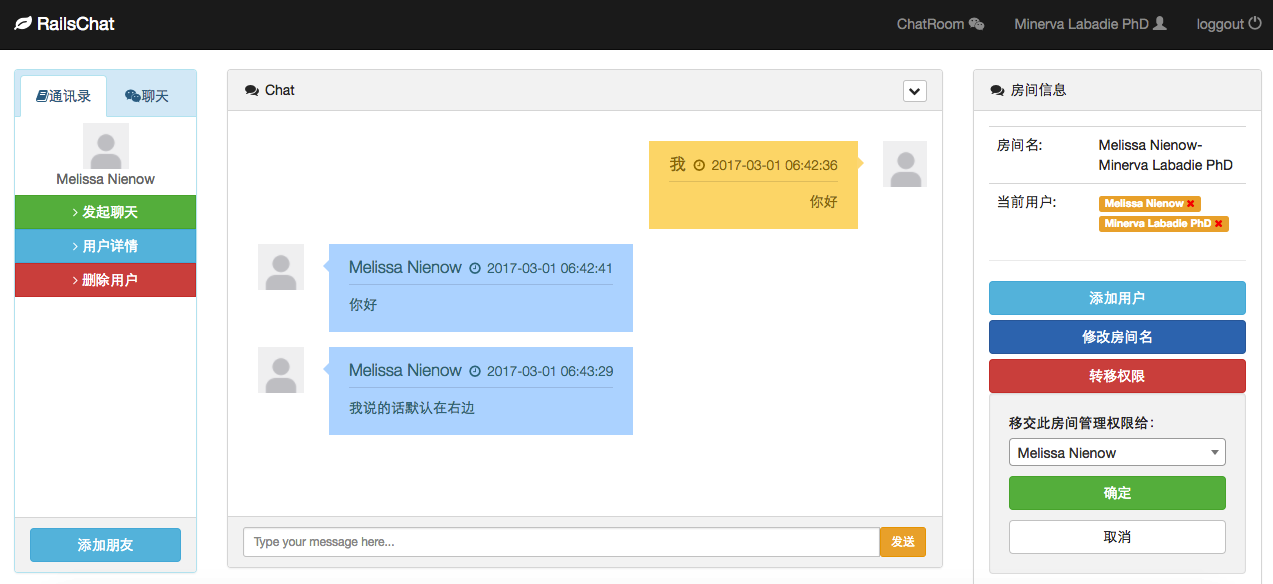 RailsChat
ChatRoom
Minerva Labadie PhD
loggout
通讯录
聊天
Melissa Nienow
发起聊天
用户详情
删除用户
添加朋友
Chat
我 2017-03-01 06:42:36
你好
Melissa Nienow 2017-03-01 06:42:41
你好
Melissa Nienow 2017-03-01 06:43:29
我说的话默认在右边
Type your message here...
发送
房间信息
房间名:
Melissa Nienow-
Minerva Labadie PhD
当前用户:
Melissa Nienow
Minerva Labadie PhD
添加用户
修改房间名
转移权限
移交此房间管理权限给:
Melissa Nienow
确定
取消